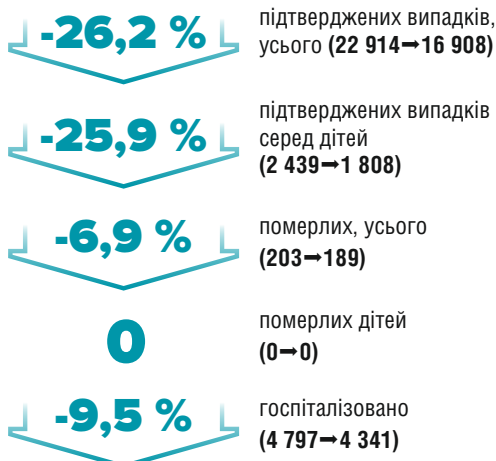 -26,2 %
підтверджених випадків,
усього (22 914➞16 908)
-25,9 %
підтверджених випадків
серед дітей
(2 439➞1 808)
-6,9 %
померлих, усього
(203➞189)
0
померлих дітей
(0➞0)
-9,5 %
госпіталізовано
(4 797➞4 341)